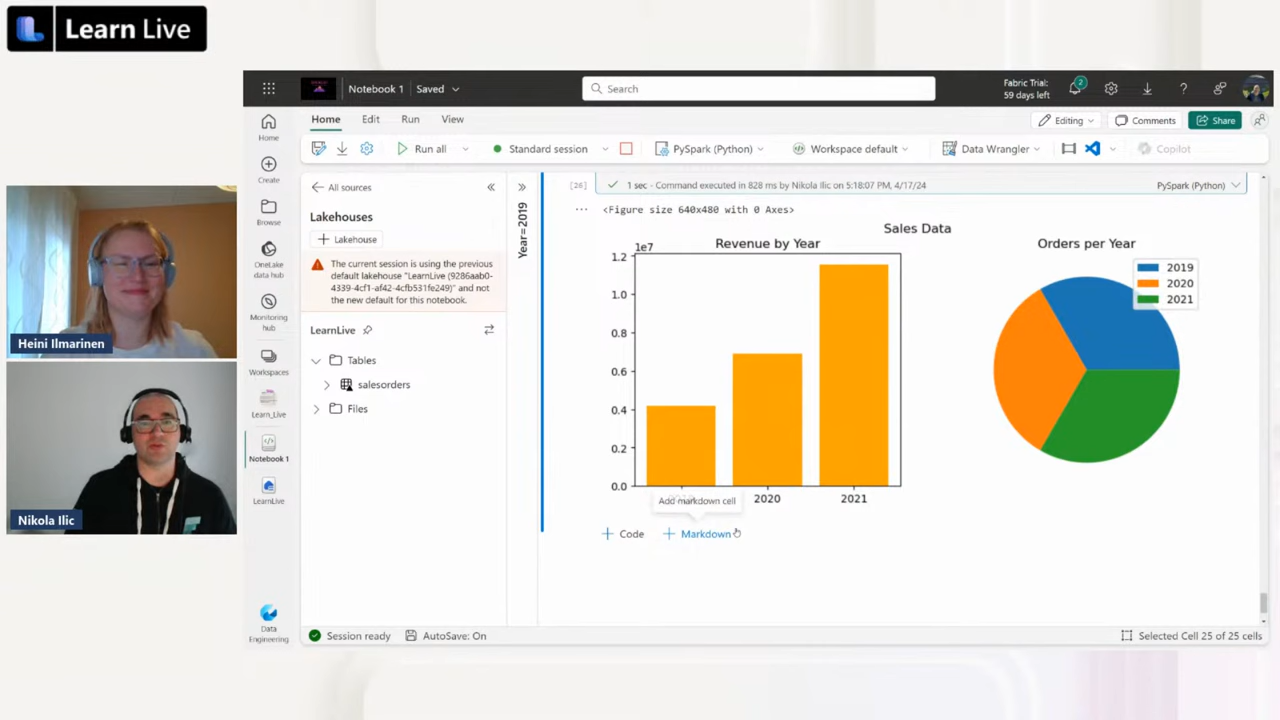 Learn Live
Notebook 1
Saved
Search
Fabric Trial:
59 days left
2
Home
Edit
Run
View
Editing
Comments
Share
Run all
Standard session
PySpark (Python)
Workspace default
Data Wrangler
Copilot
Home
Create
Browse
OneLake
data hub
Monitoring
hub
Workspaces
Learn_Live
Notebook 1
LearnLive
Data
Engineering
All sources
Lakehouses
Lakehouse
The current session is using the previous
default lakehouse "LearnLive (9286aab0-
4339-4cf1-af42-4cfb531fe249)" and not
the new default for this notebook.
LearnLive
Tables
salesorders
Files
Year=2019
[26]
1 sec - Command executed in 828 ms by Nikola Ilic on 5:18:07 PM, 4/17/24
PySpark (Python)
<Figure size 640x480 with 0 Axes>
Sales Data
Revenue by Year
1e7
1.2
1.0
0.8
0.6
0.4
0.2
0.0
2020
2021
Orders per Year
2019
2020
2021
Add markdown cell
Code
Markdown
Session ready
AutoSave: On
Selected Cell 25 of 25 cells
Heini Ilmarinen
Nikola Ilic